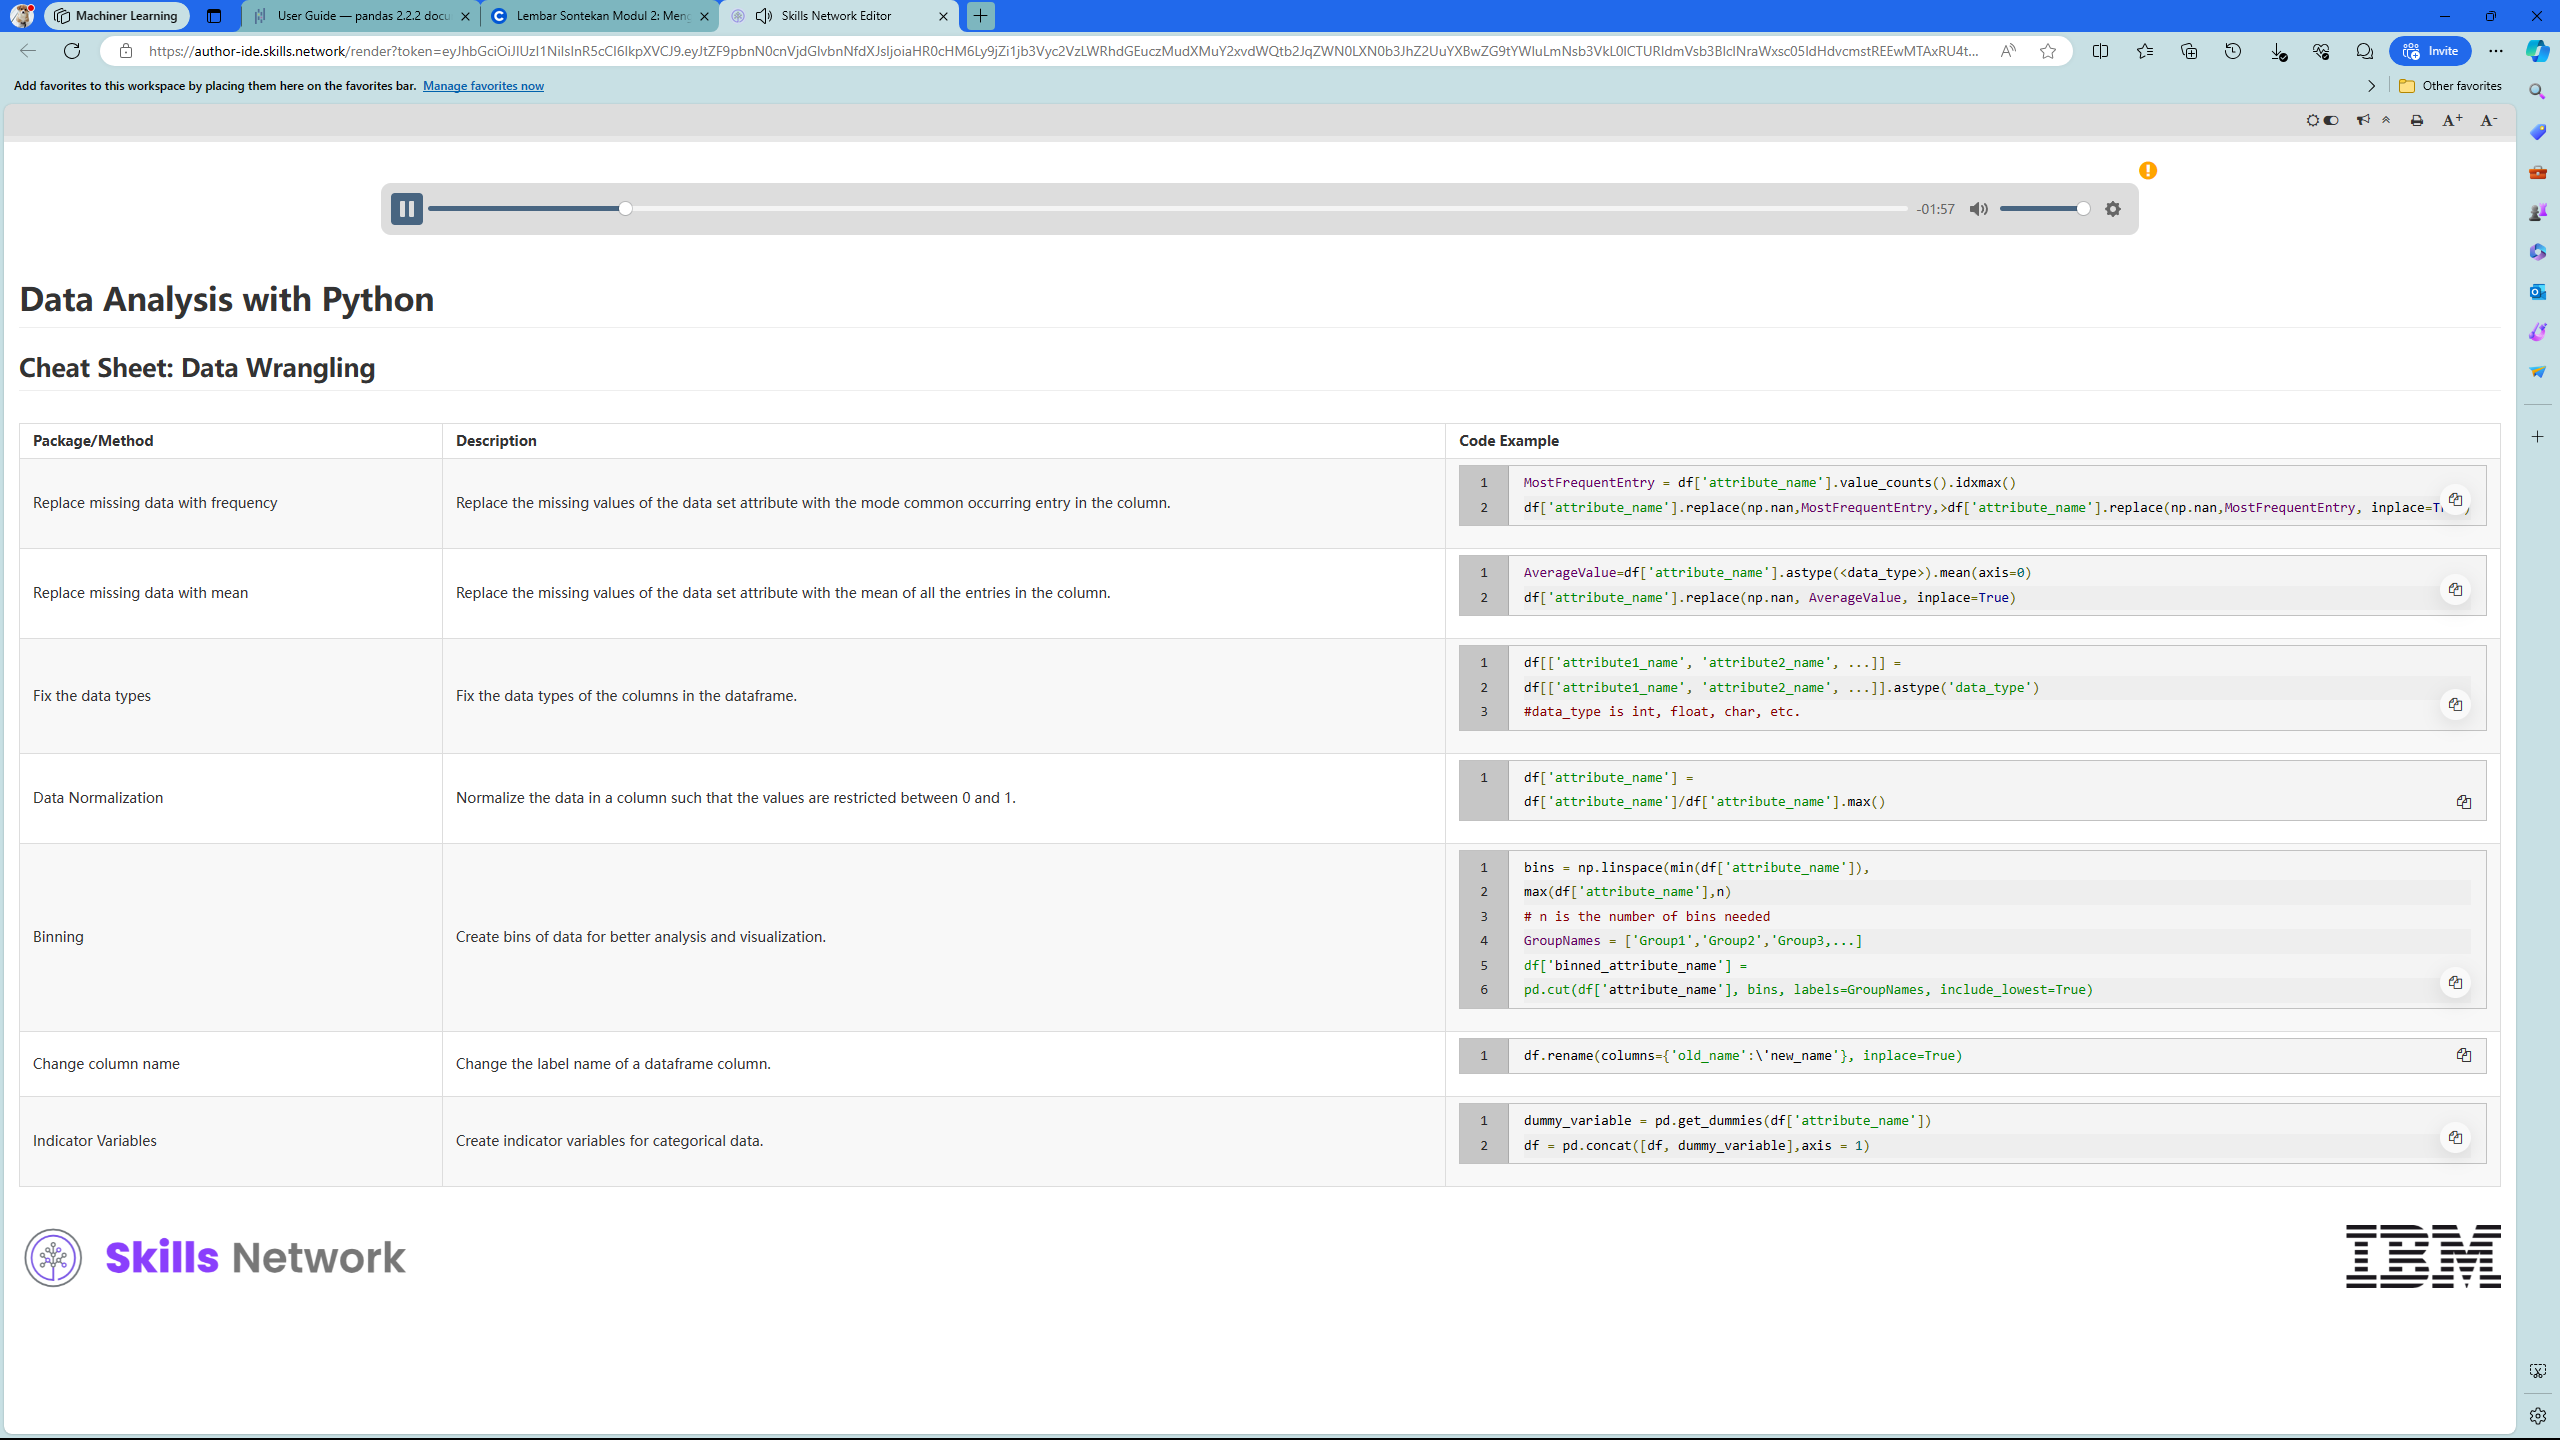 Machiner Learning
User Guide — pandas 2.2.2 docu
Lembar Sontekan Modul 2: Meng
Skills Network Editor
Invite
Add favorites to this workspace by placing them here on the favorites bar. Manage favorites now
Other favorites
A+ A-
-01:57
Data Analysis with Python
Cheat Sheet: Data Wrangling
Package/Method Description Code Example
Replace missing data with frequency
Replace the missing values of the data set attribute with the mode common occurring entry in the column.
1 MostFrequentEntry = df['attribute_name'].value_counts().idxmax()
2 df['attribute_name'].replace(np.nan,MostFrequentEntry,>df['attribute_name'].replace(np.nan,MostFrequentEntry, inplace=
Replace missing data with mean
Replace the missing values of the data set attribute with the mean of all the entries in the column.
1 AverageValue=df['attribute_name'].astype(<data_type>).mean(axis=0)
2 df['attribute_name'].replace(np.nan, AverageValue, inplace=True)
Fix the data types
Fix the data types of the columns in the dataframe.
1 df[['attribute1_name', 'attribute2_name', ...]] =
2 df[['attribute1_name', 'attribute2_name', ...]].astype('data_type')
3 #data_type is int, float, char, etc.
Data Normalization
Normalize the data in a column such that the values are restricted between 0 and 1.
1 df['attribute_name'] =
df['attribute_name']/df['attribute_name'].max()
Binning
Create bins of data for better analysis and visualization.
1 bins = np.linspace(min(df['attribute_name']),
2 max(df['attribute_name'],n)
3 # n is the number of bins needed
4 GroupNames = ['Group1','Group2','Group3,...]
5 df['binned_attribute_name'] =
6 pd.cut(df['attribute_name'], bins, labels=GroupNames, include_lowest=True)
Change column name
Change the label name of a dataframe column.
1 df.rename(columns={'old_name':\'new_name'}, inplace=True)
Indicator Variables
Create indicator variables for categorical data.
1 dummy_variable = pd.get_dummies(df['attribute_name'])
2 df = pd.concat([df, dummy_variable],axis = 1)
Skills Network
IBM